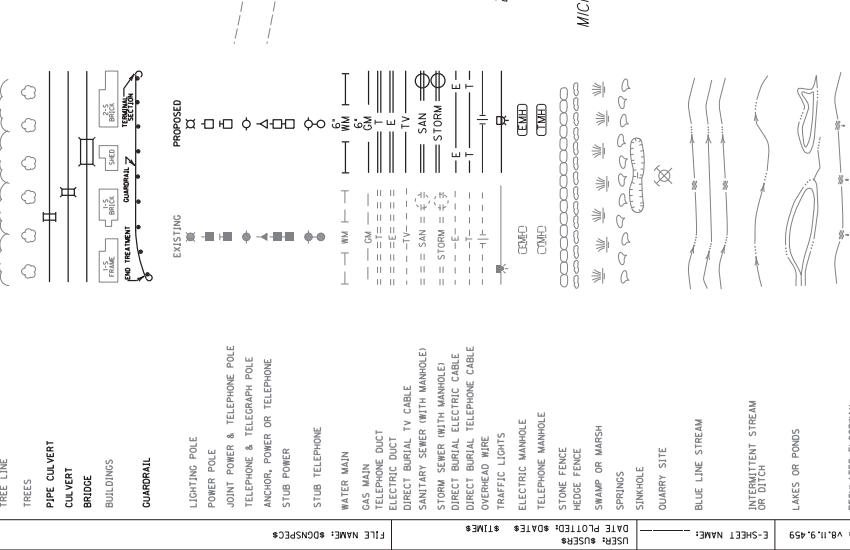 TREE LINE
TREES
PIPE CULVERT
CULVERT
BRIDGE
BUILDINGS
1-S
FRAME
1-S
BRICK
SHED
2-S
BRICK
GUARDRAIL
END TREATMENT
GUARDRAIL
TERMINAL
SECTION
EXISTING
PROPOSED
LIGHTING POLE
POWER POLE
JOINT POWER & TELEPHONE POLE
TELEPHONE & TELEGRAPH POLE
ANCHOR, POWER OR TELEPHONE
STUB POWER
STUB TELEPHONE
WATER MAIN
WM
6" WM
GAS MAIN
GM
6" GM
TELEPHONE DUCT
T
T
ELECTRIC DUCT
E
E
DIRECT BURIAL TV CABLE
TV
TV
SANITARY SEWER (WITH MANHOLE)
SAN
SAN
STORM SEWER (WITH MANHOLE)
STORM
STORM
DIRECT BURIAL ELECTRIC CABLE
E
E
E
E
DIRECT BURIAL TELEPHONE CABLE
T
T
T
T
OVERHEAD WIRE
TRAFFIC LIGHTS
ELECTRIC MANHOLE
EMH
EMH
TELEPHONE MANHOLE
TMH
TMH
STONE FENCE
HEDGE FENCE
SWAMP OR MARSH
SPRINGS
SINKHOLE
QUARRY SITE
BLUE LINE STREAM
INTERMITTENT STREAM
OR DITCH
LAKES OR PONDS
MICH
FILE NAME: $DGNSPEC$
USER: $USER$
DATE PLOTTED: $DATE$ $TIME$
E-SHEET NAME:
v8.11.9.459